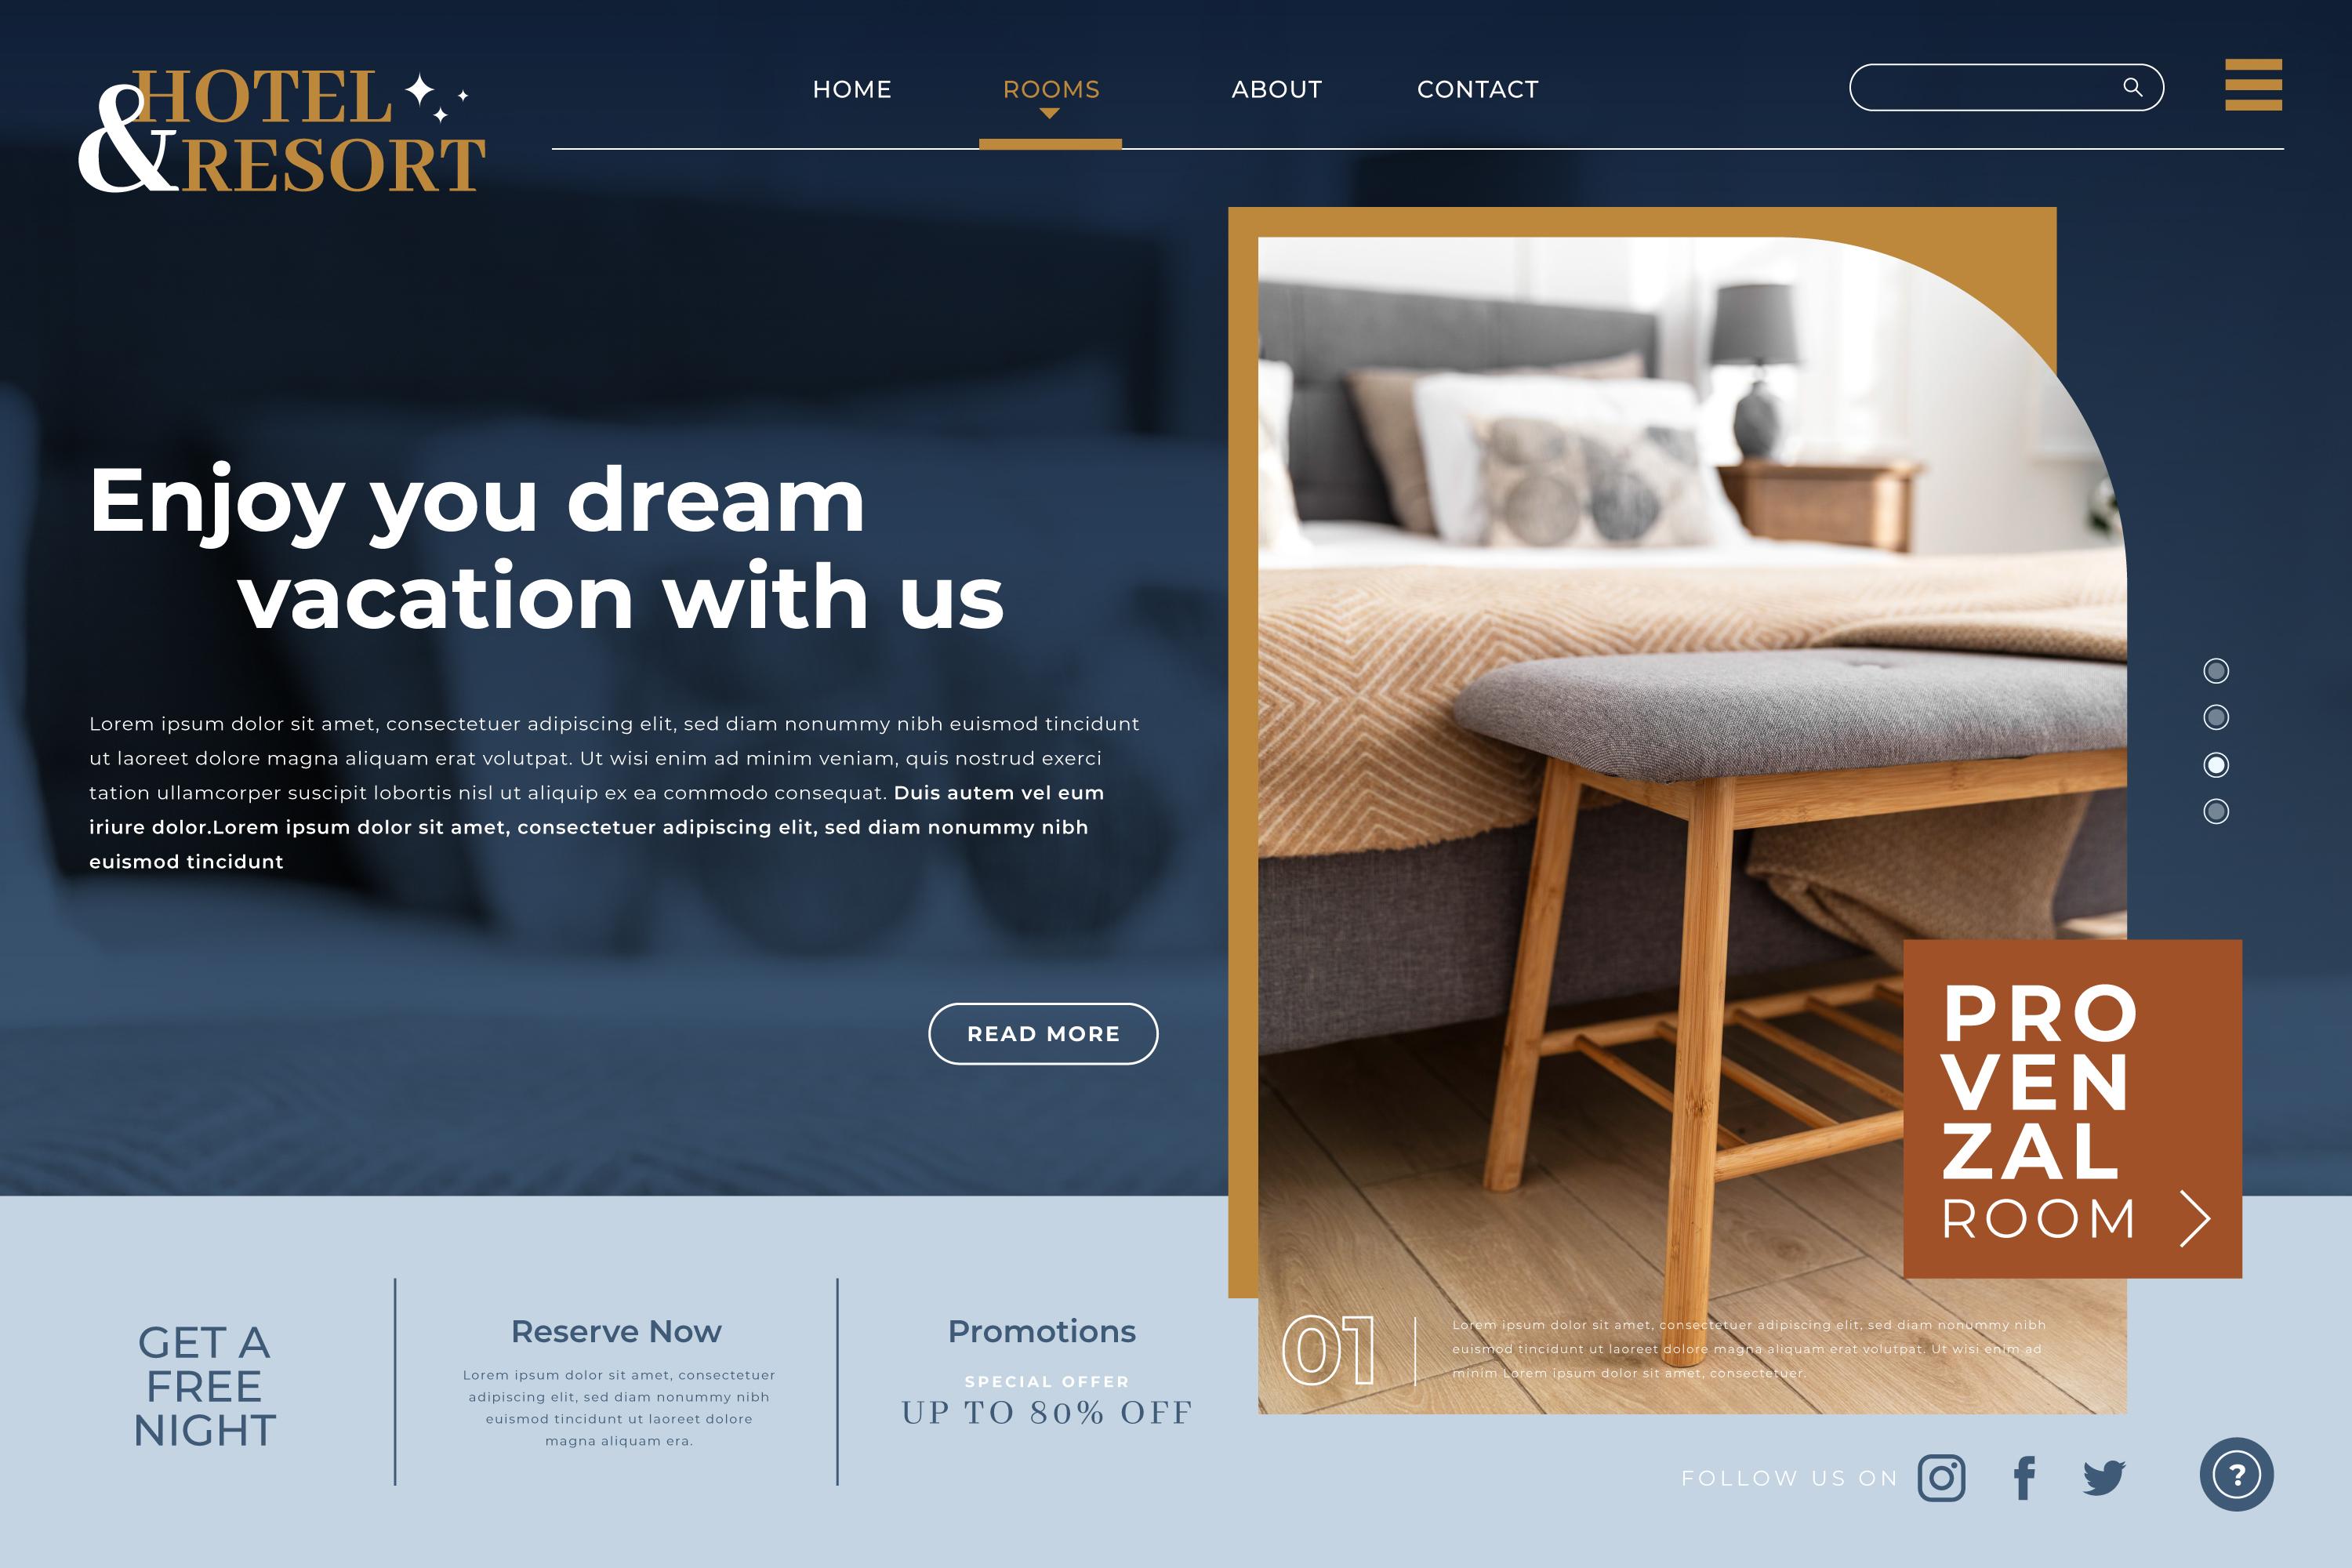 HOTEL
& RESORT
HOME
ROOMS
ABOUT
CONTACT
Enjoy you dream
vacation with us
Lorem ipsum dolor sit amet, consectetuer adipiscing elit, sed diam nonummy nibh euismod tincidunt
ut laoreet dolore magna aliquam erat volutpat. Ut wisi enim ad minim veniam, quis nostrud exerci
tation ullamcorper suscipit lobortis nisl ut aliquip ex ea commodo consequat. Duis autem vel eum
iriure dolor.Lorem ipsum dolor sit amet, consectetuer adipiscing elit, sed diam nonummy nibh
euismod tincidunt
READ MORE
PRO
VEN
ZAL
ROOM
01
Lorem ipsum dolor sit amet, consectetuer adipiscing elit, sed diam nonummy nibh
euismod tincidunt ut laoreet dolore magna aliquam erat volutpat. Ut wisi enim ad
minim Lorem ipsum dolor sit amet, consectetuer.
GET A
FREE
NIGHT
Reserve Now
Lorem ipsum dolor sit amet, consectetuer
adipiscing elit, sed diam nonummy nibh
euismod tincidunt ut laoreet dolore
magna aliquam era.
Promotions
SPECIAL OFFER
UP TO 80% OFF
FOLLOW US ON
?